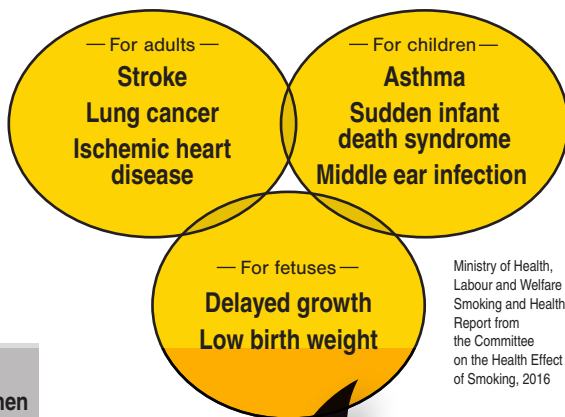 — For adults —
Stroke
Lung cancer
Ischemic heart
disease
— For children —
Asthma
Sudden infant
death syndrome
Middle ear infection
— For fetuses —
Delayed growth
Low birth weight
Ministry of Health,
Labour and Welfare
Smoking and Health
Report from
the Committee
on the Health Effect
of Smoking, 2016